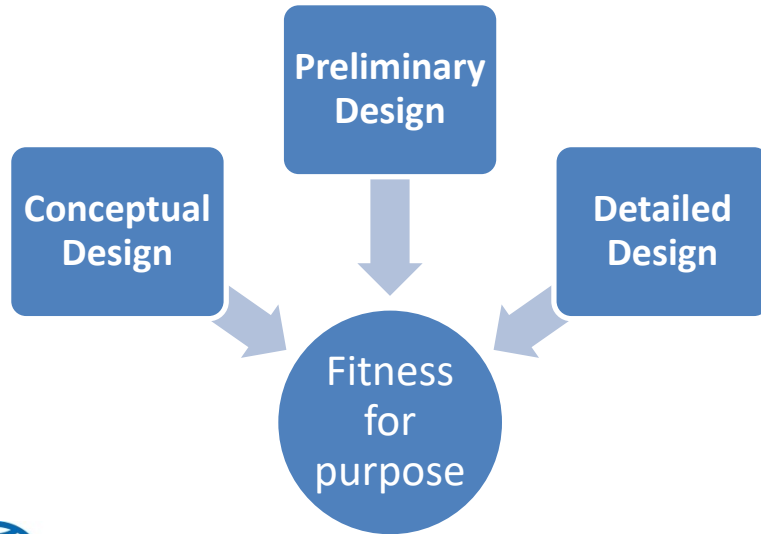 Preliminary
Design
Conceptual
Design
Detailed
Design
Fitness
for
purpose